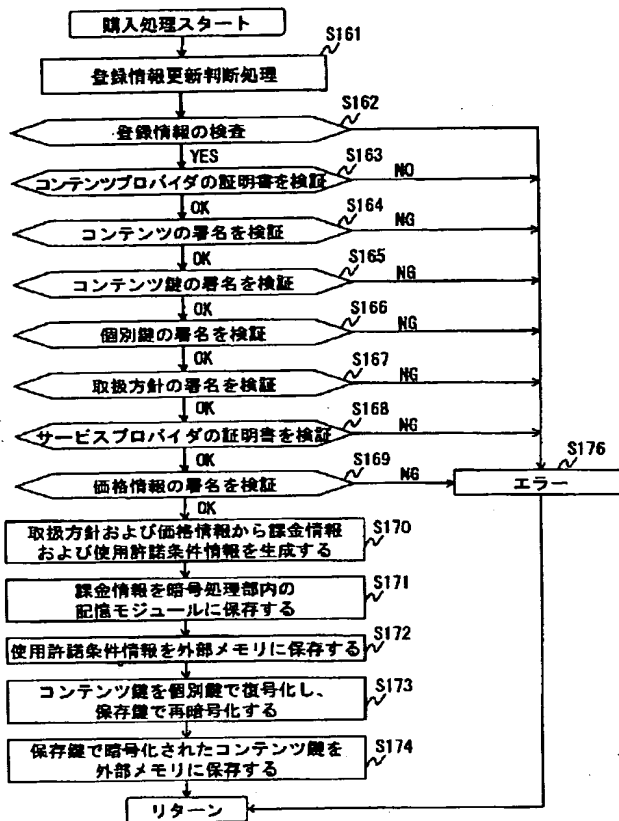 購入処理スタート
S161
登録情報更新判断処理
S162
登録情報の検査
YES
S163
コンテンツプロバイダの証明書を検証
NO
OK
S164
コンテンツの署名を検証
NG
OK
S165
コンテンツ鍵の署名を検証
NG
OK
S166
個別鍵の署名を検証
NG
OK
S167
取扱方針の署名を検証
NG
OK
S168
サービスプロバイダの証明書を検証
NG
OK
S169
価格情報の署名を検証
NG
S176
エラー
OK
取扱方針および価格情報から課金情報
および使用許諾条件情報を生成する
S170
課金情報を暗号処理部内の
記憶モジュールに保存する
S171
使用許諾条件情報を外部メモリに保存する
S172
コンテンツ鍵を個別鍵で復号化し、
保存鍵で再暗号化する
S173
保存鍵で暗号化されたコンテンツ鍵を
外部メモリに保存する
S174
リターン